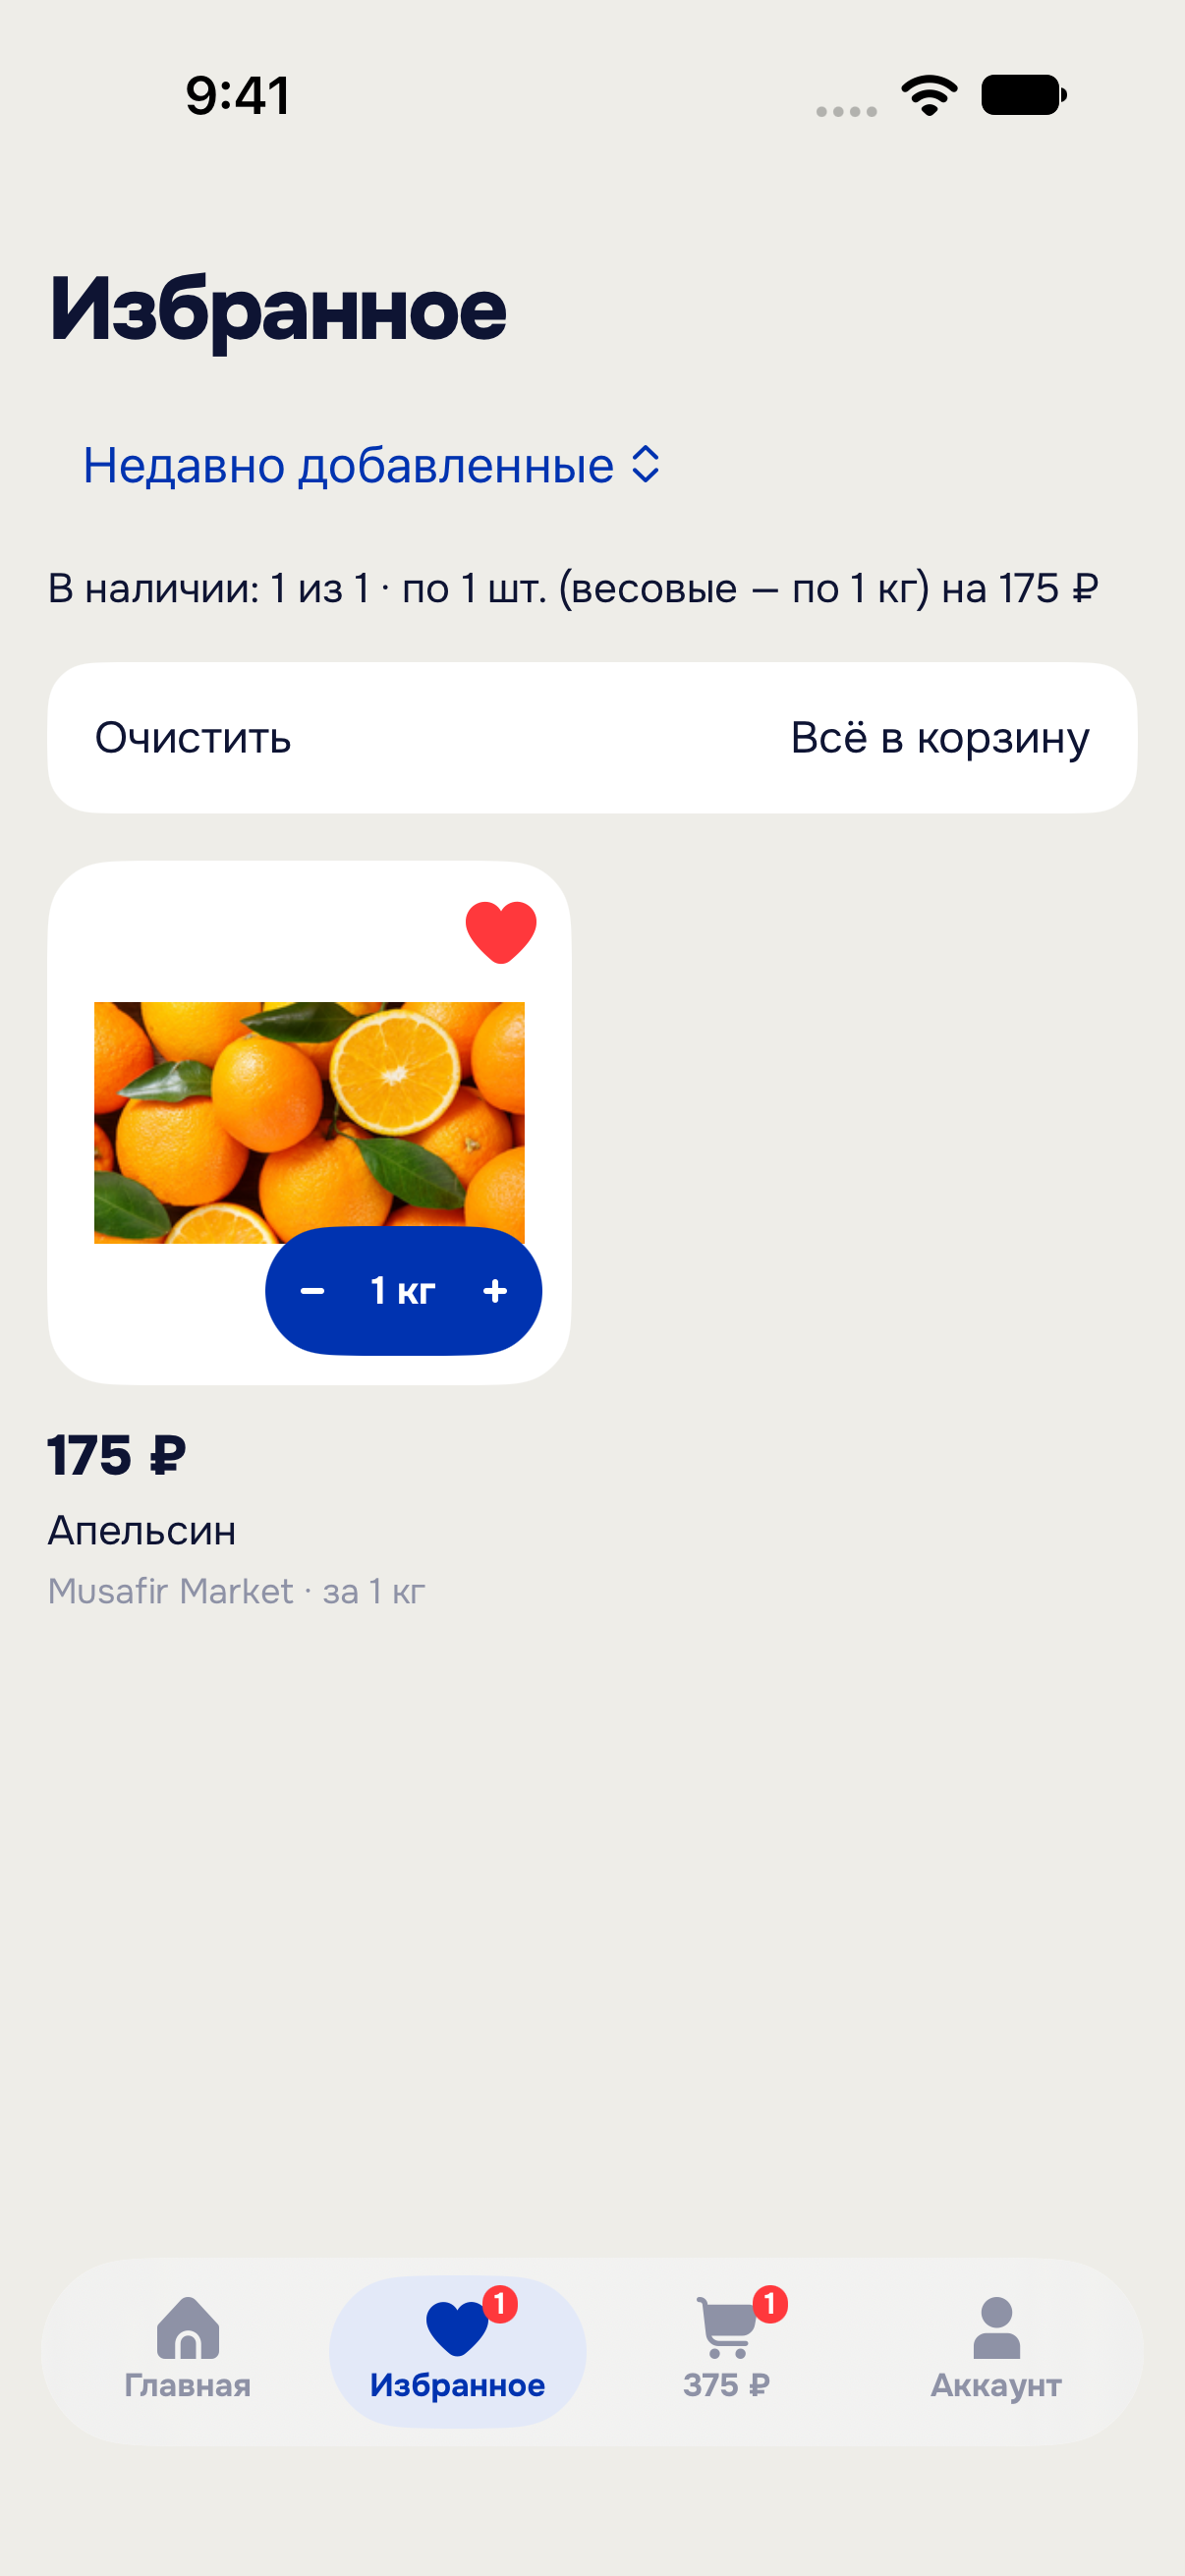 9:41
Избранное
Недавно добавленные
В наличии: 1 из 1 · по 1 шт. (весовые — по 1 кг) на 175 ₽
Очистить
Всё в корзину
− 1 кг +
175 ₽
Апельсин
Musafir Market · за 1 кг
1
1
Главная
Избранное
375 ₽
Аккаунт